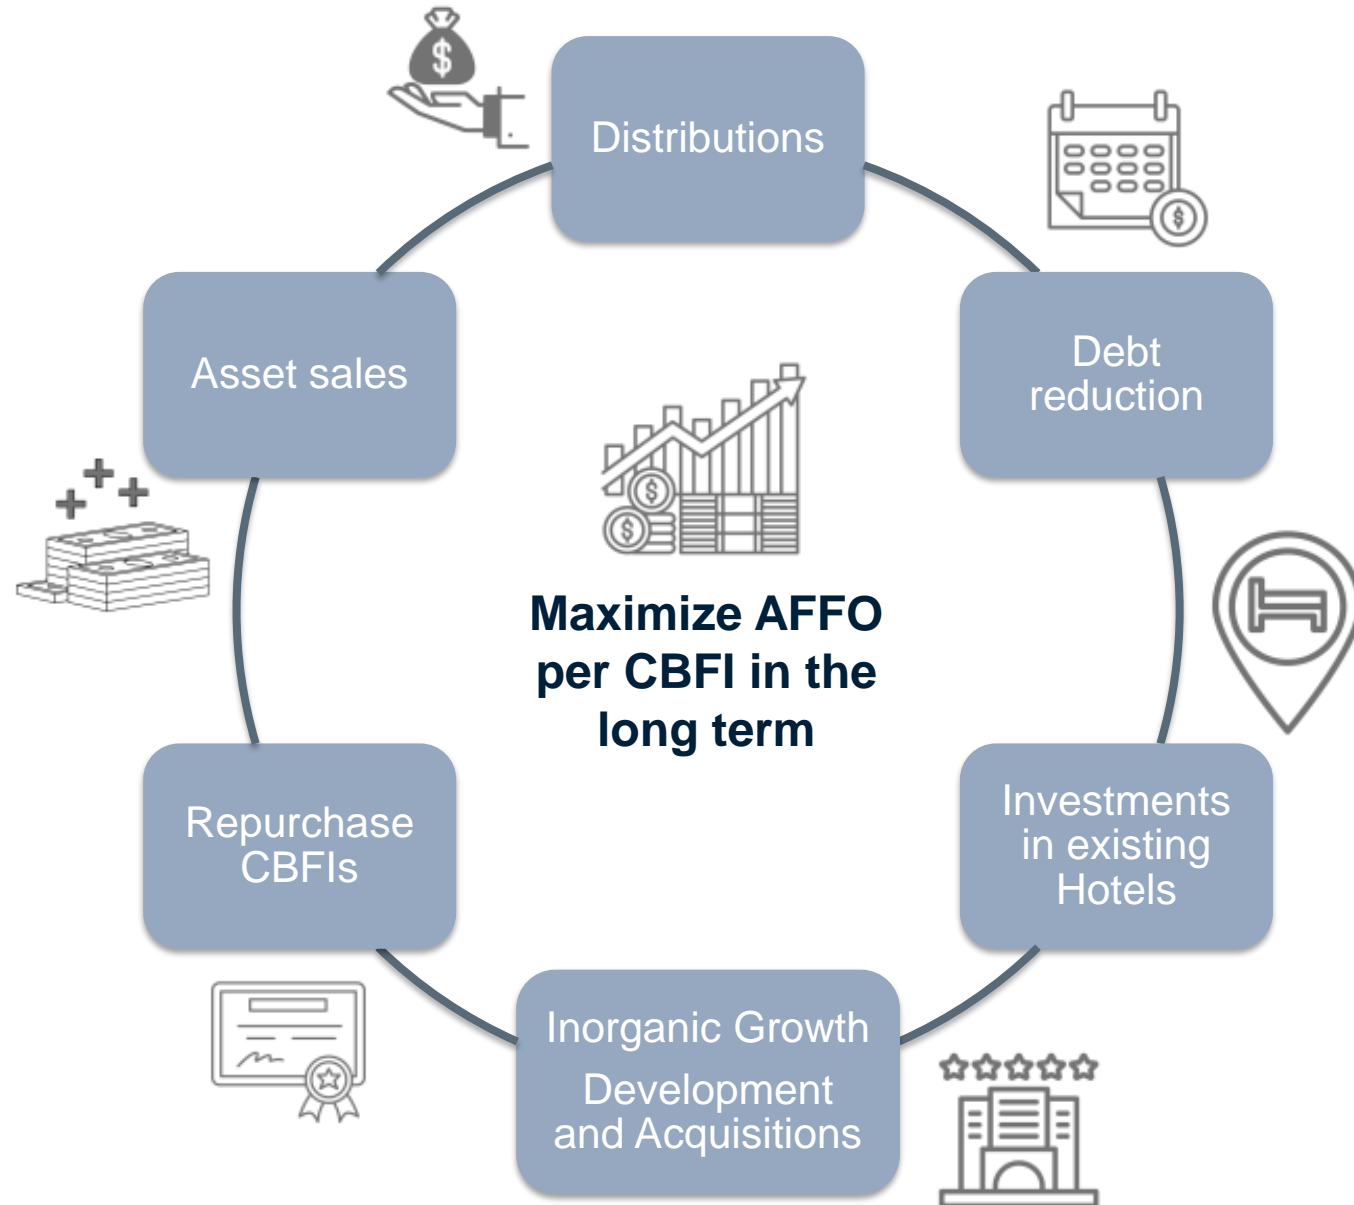 Distributions
Debt
reduction
Investments
in existing
Hotels
Inorganic Growth
Development
and Acquisitions
Repurchase
CBFIs
Asset sales
Maximize AFFO
per CBFI in the
long term
$
$
$
$